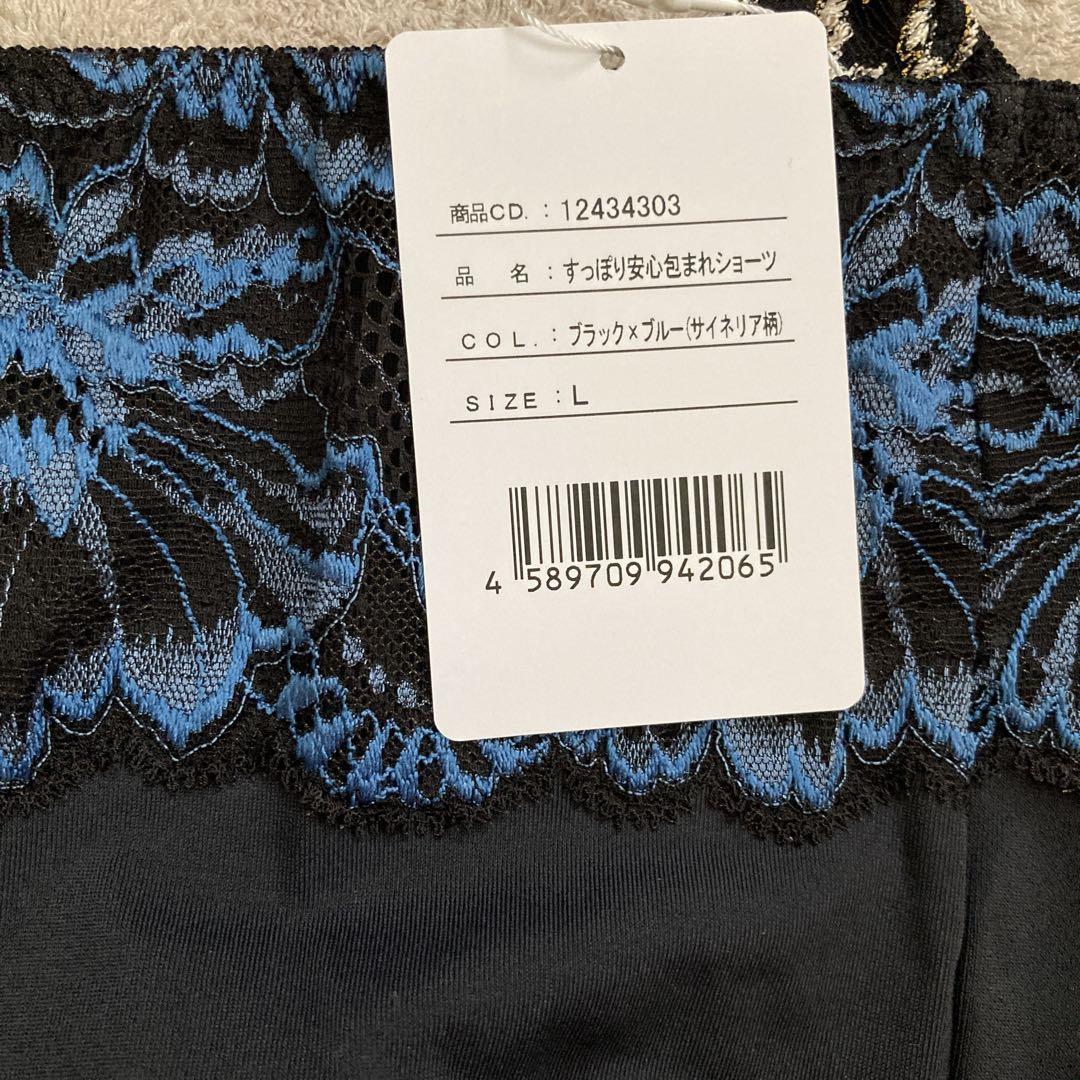 商品CD.：12434303
品　名：すっぽり安心包まれショーツ
COL.：ブラック×ブルー(サイネリア柄)
SIZE：L
4 589709 942065